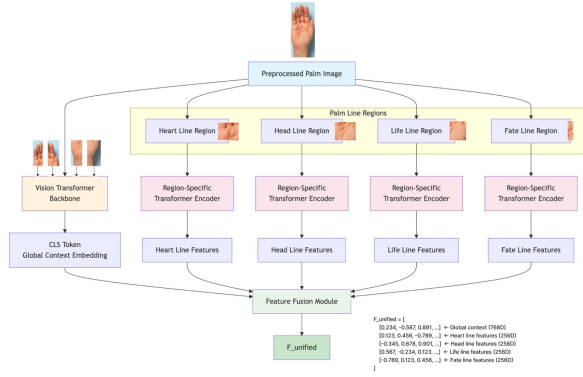 Preprocessed Palm Image
Palm Line Regions
Heart Line Region
Head Line Region
Life Line Region
Fate Line Region
Vision Transformer
Backbone
Region-Specific
Transformer Encoder
Region-Specific
Transformer Encoder
Region-Specific
Transformer Encoder
Region-Specific
Transformer Encoder
CLS Token
Global Context Embedding
Heart Line Features
Head Line Features
Life Line Features
Fate Line Features
Feature Fusion Module
F_unified
F_unified = [
[0.234, -0.567, 0.891, ...] ← Global context (768D)
[0.123, 0.456, -0.789, ...] ← Heart line features (256D)
[-0.345, 0.678, 0.901, ...] ← Head line features (256D)
[0.567, -0.234, 0.123, ...] ← Life line features (256D)
[-0.789, 0.123, 0.456, ...] ← Fate line features (256D)
]